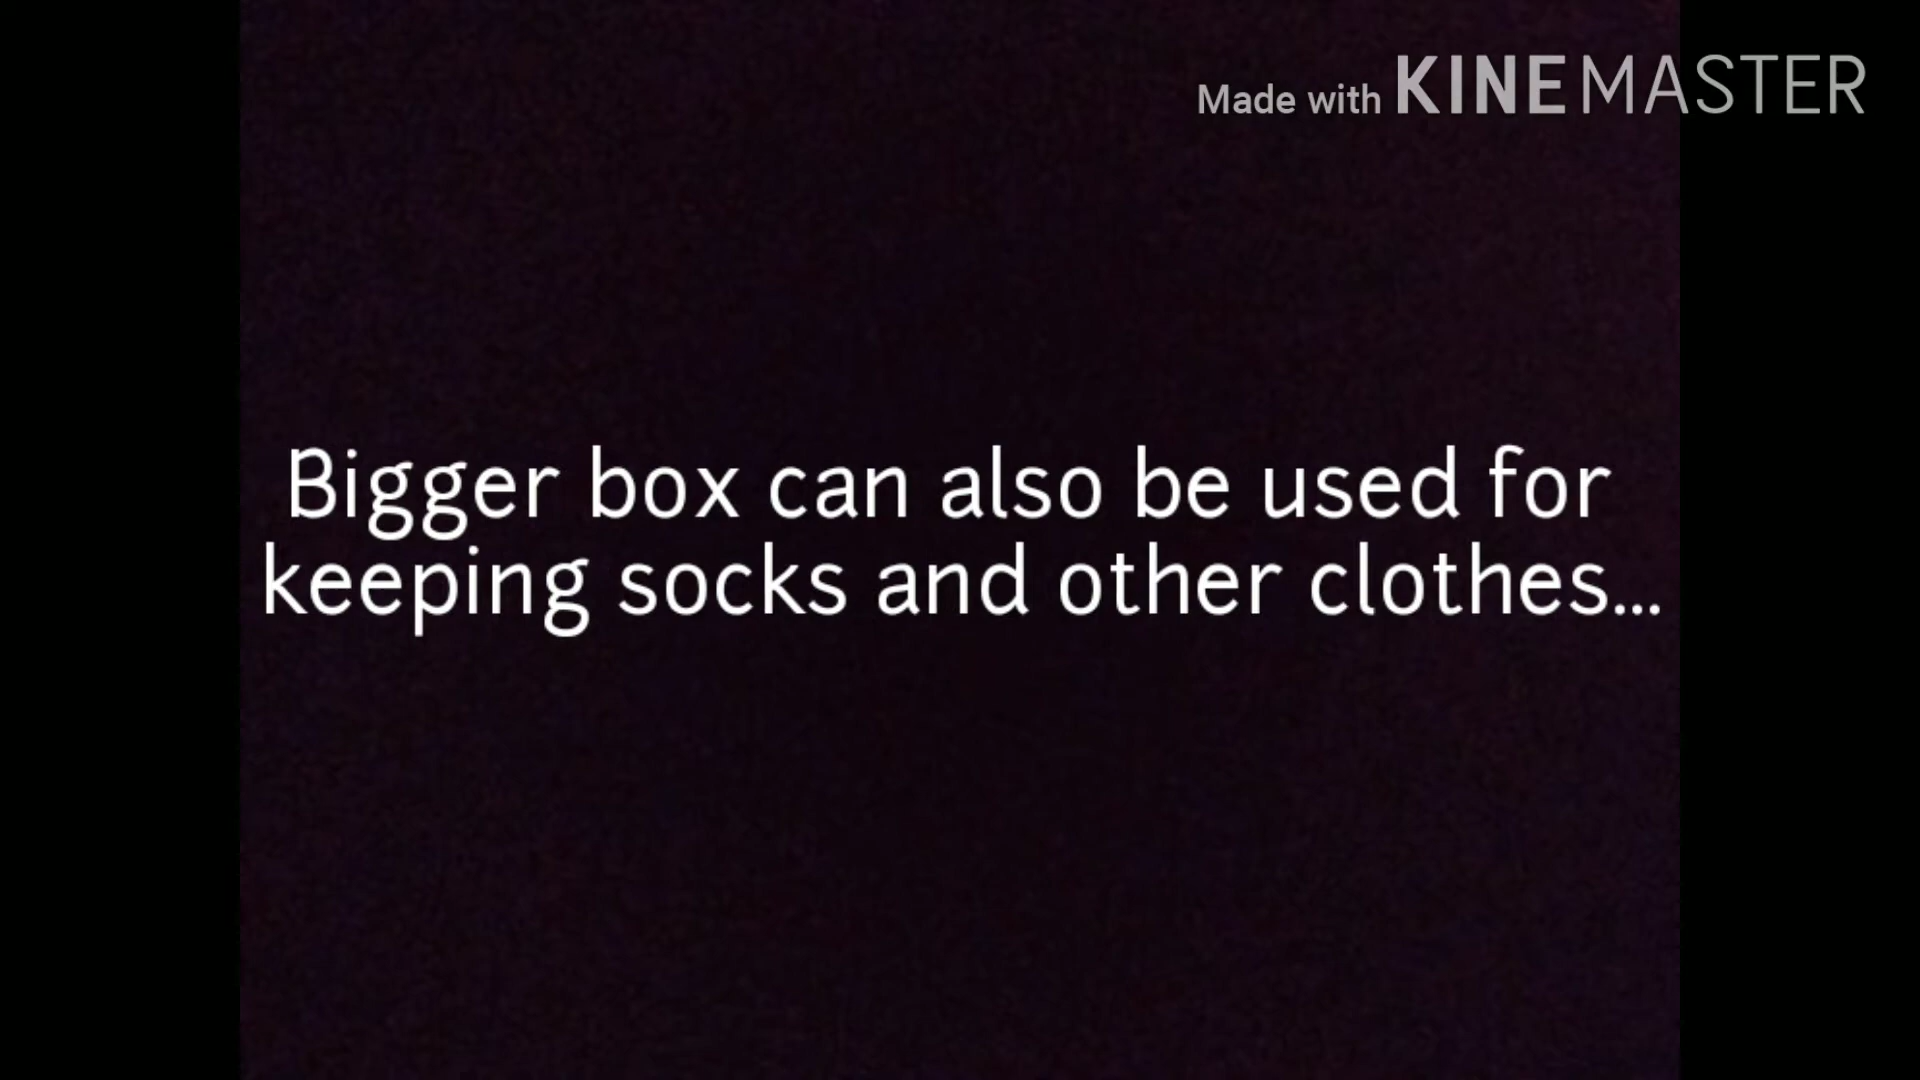 Made with KINEMASTER
Bigger box can also be used for
keeping socks and other clothes...